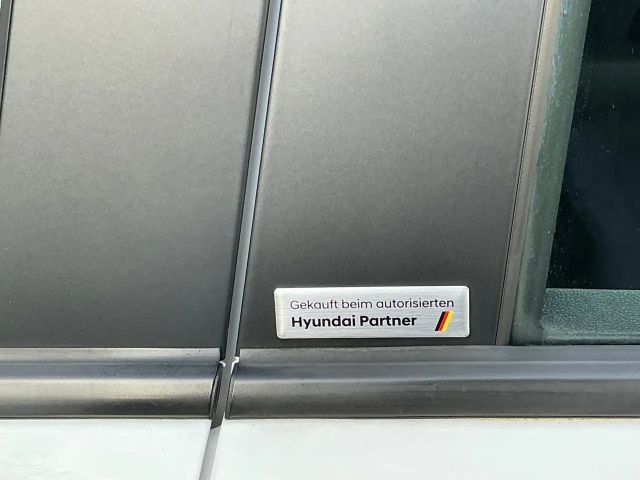 Gekauft beim autorisierten
Hyundai Partner